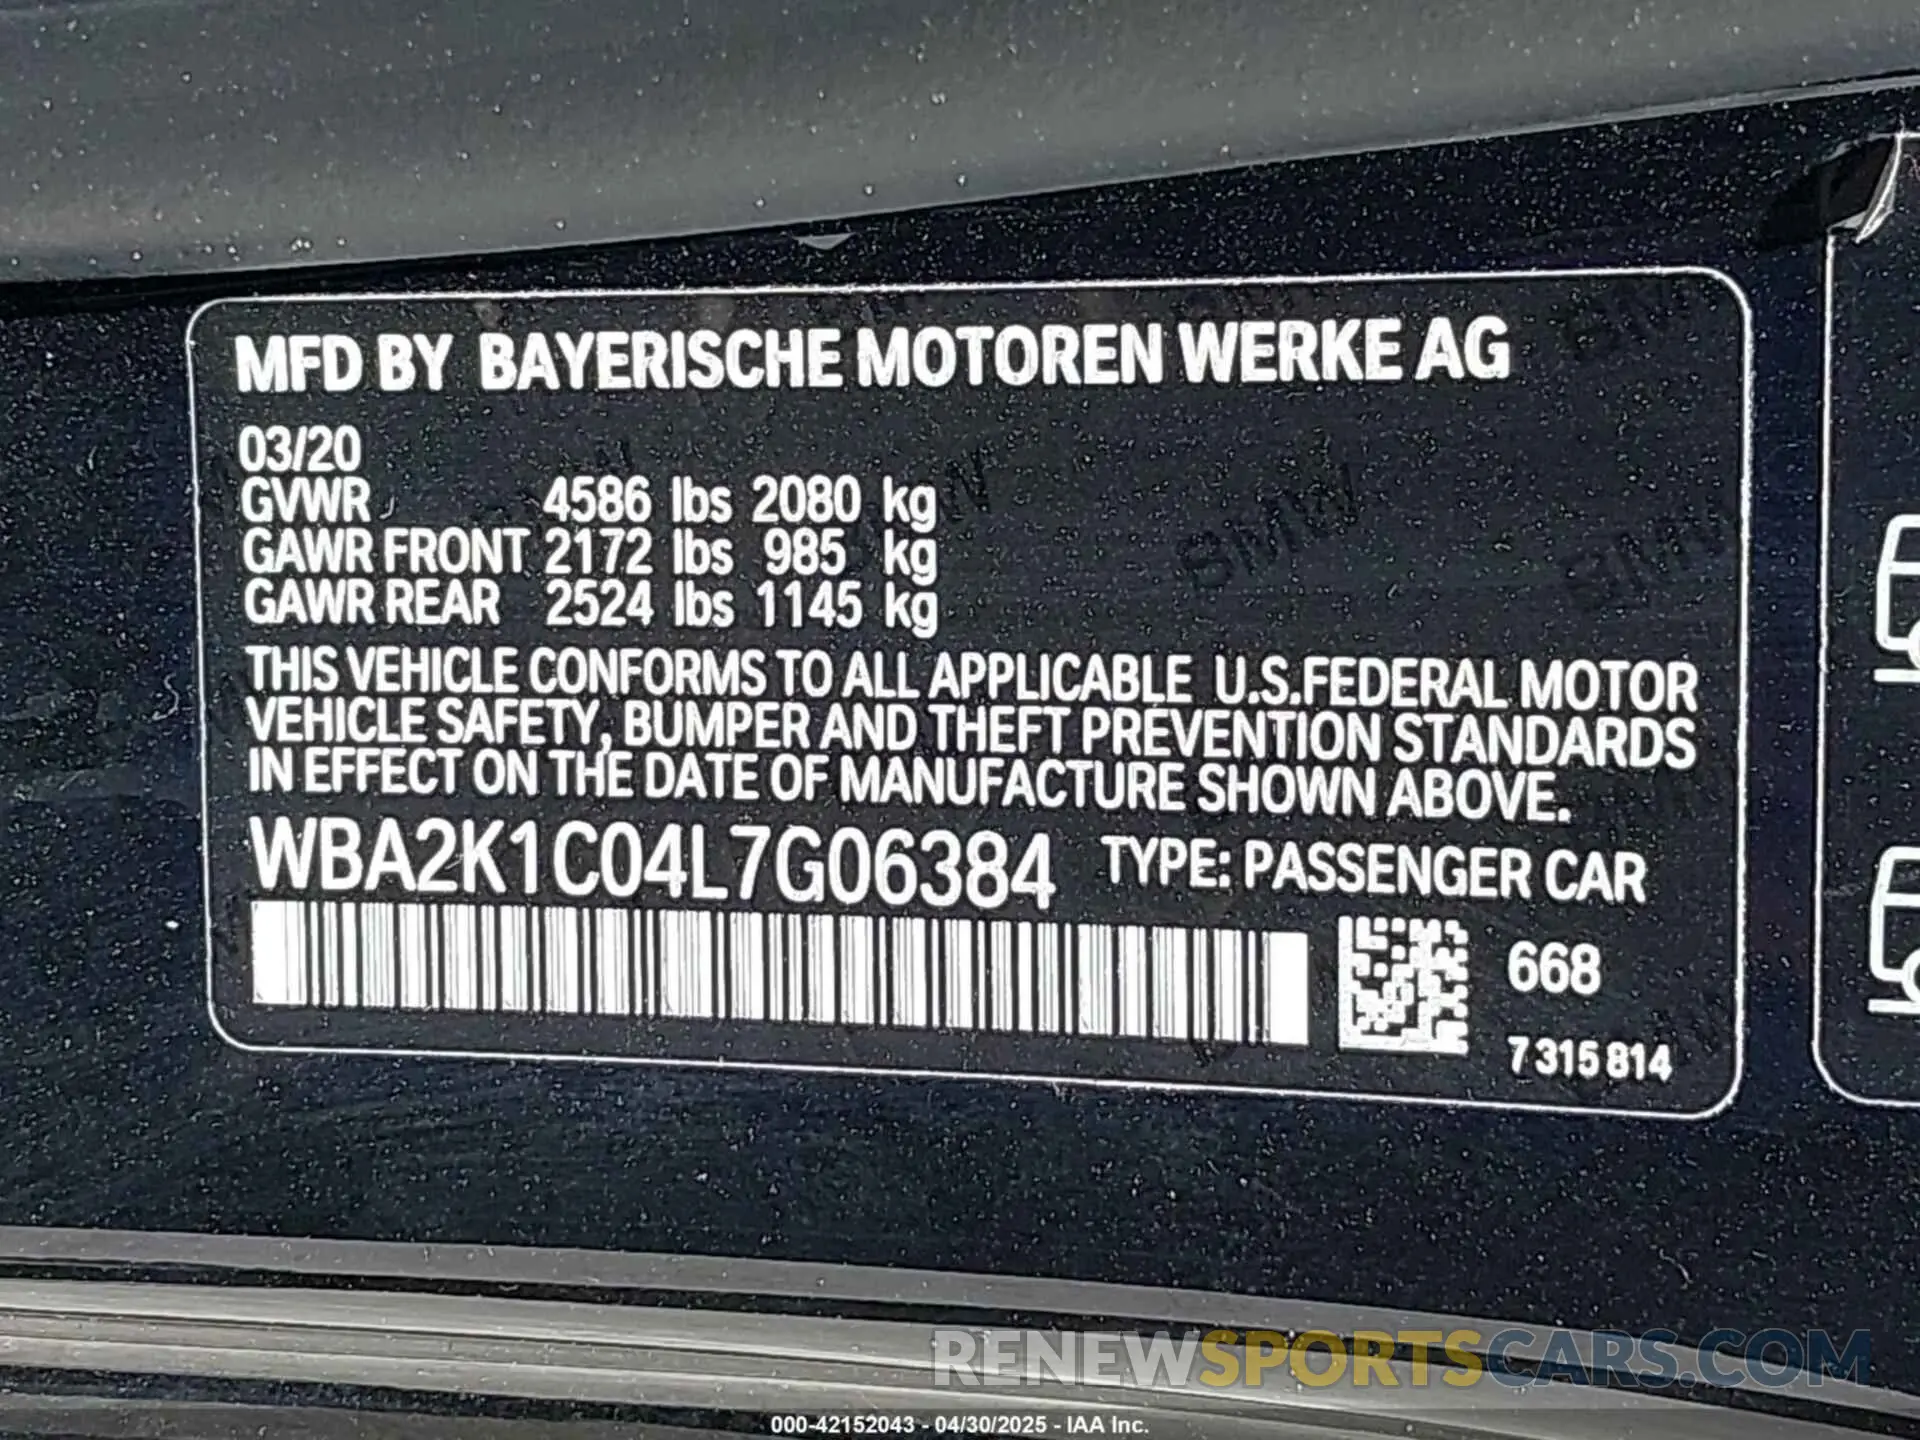 MFD BY BAYERISCHE MOTOREN WERKE AG
03/20
GVWR 4586 lbs 2080 kg
GAWR FRONT 2172 lbs 985 kg
GAWR REAR 2524 lbs 1145 kg
THIS VEHICLE CONFORMS TO ALL APPLICABLE U.S.FEDERAL MOTOR
VEHICLE SAFETY, BUMPER AND THEFT PREVENTION STANDARDS
IN EFFECT ON THE DATE OF MANUFACTURE SHOWN ABOVE.
WBA2K1C04L7G06384 TYPE: PASSENGER CAR
668
7 315 814
RENEWSPORTSCARS.COM
000-42152043 - 04/30/2025 - IAA Inc.